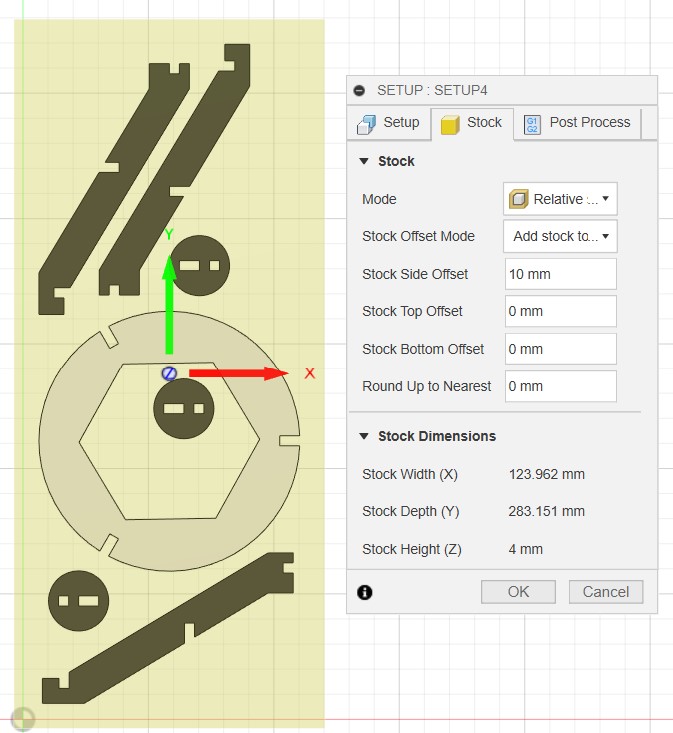 SETUP : SETUP4
Setup
Stock
G1
G2
Post Process
Stock
Mode
Relative ...
Stock Offset Mode
Add stock to...
Stock Side Offset
10 mm
Stock Top Offset
0 mm
Stock Bottom Offset
0 mm
Round Up to Nearest
0 mm
Stock Dimensions
Stock Width (X)
123.962 mm
Stock Depth (Y)
283.151 mm
Stock Height (Z)
4 mm
OK
Cancel
Y
Z
X